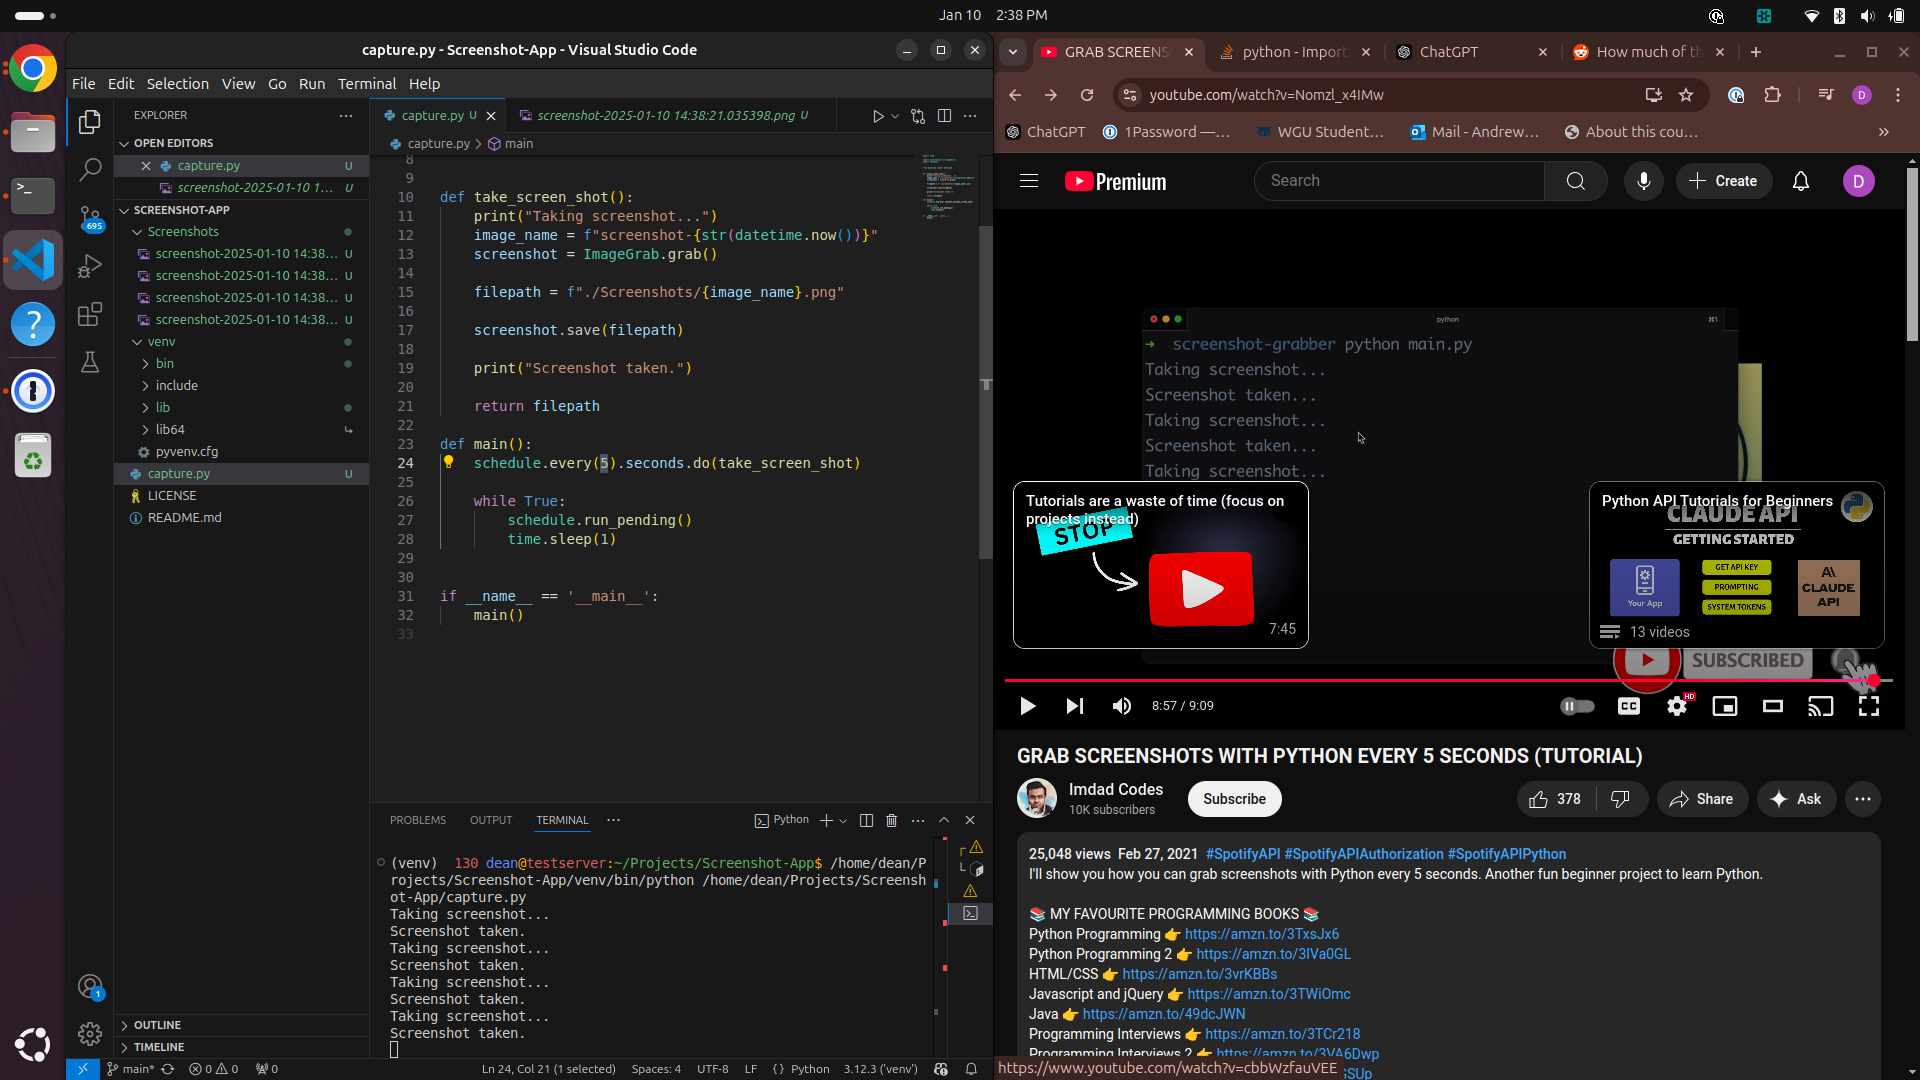 Jan 10 2:38 PM
capture.py - Screenshot-App - Visual Studio Code
File Edit Selection View Go Run Terminal Help
EXPLORER
OPEN EDITORS
capture.py U
screenshot-2025-01-10 1... U
SCREENSHOT-APP
Screenshots
screenshot-2025-01-10 14:38... U
screenshot-2025-01-10 14:38... U
screenshot-2025-01-10 14:38... U
screenshot-2025-01-10 14:38... U
venv
bin
include
lib
lib64
pyvenv.cfg
capture.py U
LICENSE
README.md
OUTLINE
TIMELINE
695
1
capture.py U
screenshot-2025-01-10 14:38:21.035398.png U
capture.py > main
8
9
10 def take_screen_shot():
11 print("Taking screenshot...")
12 image_name = f"screenshot-{str(datetime.now())}"
13 screenshot = ImageGrab.grab()
14
15 filepath = f"./Screenshots/{image_name}.png"
16
17 screenshot.save(filepath)
18
19 print("Screenshot taken.")
20
21 return filepath
22
23 def main():
24 schedule.every(5).seconds.do(take_screen_shot)
25
26 while True:
27 schedule.run_pending()
28 time.sleep(1)
29
30
31 if __name__ == '__main__':
32 main()
33
PROBLEMS OUTPUT TERMINAL ... Python
(venv) 130 dean@testserver:~/Projects/Screenshot-App$ /home/dean/P
rojects/Screenshot-App/venv/bin/python /home/dean/Projects/Screensh
ot-App/capture.py
Taking screenshot...
Screenshot taken.
Taking screenshot...
Screenshot taken.
Taking screenshot...
Screenshot taken.
Taking screenshot...
Screenshot taken.
main* 0 0 0 Ln 24, Col 21 (1 selected) Spaces: 4 UTF-8 LF {} Python 3.12.3 ('venv')
GRAB SCREENS
python - Import
ChatGPT
How much of th
youtube.com/watch?v=Nomzl_x4IMw
D
ChatGPT 1Password —... WGU Student... Mail - Andrew... About this cou...
Premium Search Create D
python ⌘1
➜ screenshot-grabber python main.py
Taking screenshot...
Screenshot taken...
Taking screenshot...
Screenshot taken...
Taking screenshot...
Tutorials are a waste of time (focus on
projects instead)
STOP
7:45
Python API Tutorials for Beginners
CLAUDE API
GETTING STARTED
Your App
GET API KEY
PROMPTING
SYSTEM TOKENS
A\
CLAUDE
API
13 videos
SUBSCRIBED
8:57 / 9:09 CC HD
GRAB SCREENSHOTS WITH PYTHON EVERY 5 SECONDS (TUTORIAL)
Imdad Codes
10K subscribers
Subscribe
378 Share Ask ...
25,048 views Feb 27, 2021 #SpotifyAPI #SpotifyAPIAuthorization #SpotifyAPIPython
I'll show you how you can grab screenshots with Python every 5 seconds. Another fun beginner project to learn Python.
📚 MY FAVOURITE PROGRAMMING BOOKS 📚
Python Programming 👉 https://amzn.to/3TxsJx6
Python Programming 2 👉 https://amzn.to/3IVa0GL
HTML/CSS 👉 https://amzn.to/3vrKBBs
Javascript and jQuery 👉 https://amzn.to/3TWiOmc
Java 👉 https://amzn.to/49dcJWN
Programming Interviews 👉 https://amzn.to/3TCr218
Programming Interviews 2 👉 https://amzn.to/3VA6Dwp
https://www.youtube.com/watch?v=cbbWzfauVEE